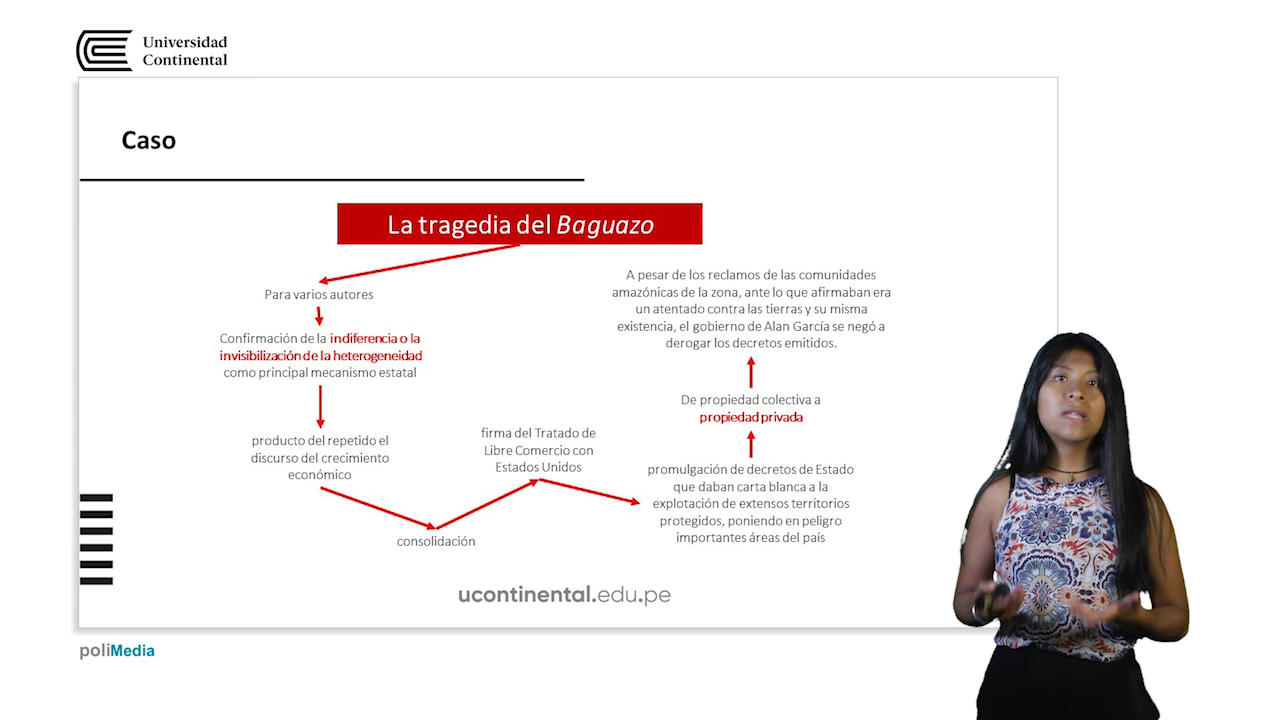 Universidad
Continental
Caso
La tragedia del Baguazo
Para varios autores
Confirmación de la indiferencia o la
invisibilización de la heterogeneidad
como principal mecanismo estatal
producto del repetido el
discurso del crecimiento
económico
consolidación
firma del Tratado de
Libre Comercio con
Estados Unidos
promulgación de decretos de Estado
que daban carta blanca a la
explotación de extensos territorios
protegidos, poniendo en peligro
importantes áreas del país
De propiedad colectiva a
propiedad privada
A pesar de los reclamos de las comunidades
amazónicas de la zona, ante lo que afirmaban era
un atentado contra las tierras y su misma
existencia, el gobierno de Alan García se negó a
derogar los decretos emitidos.
ucontinental.edu.pe
poliMedia